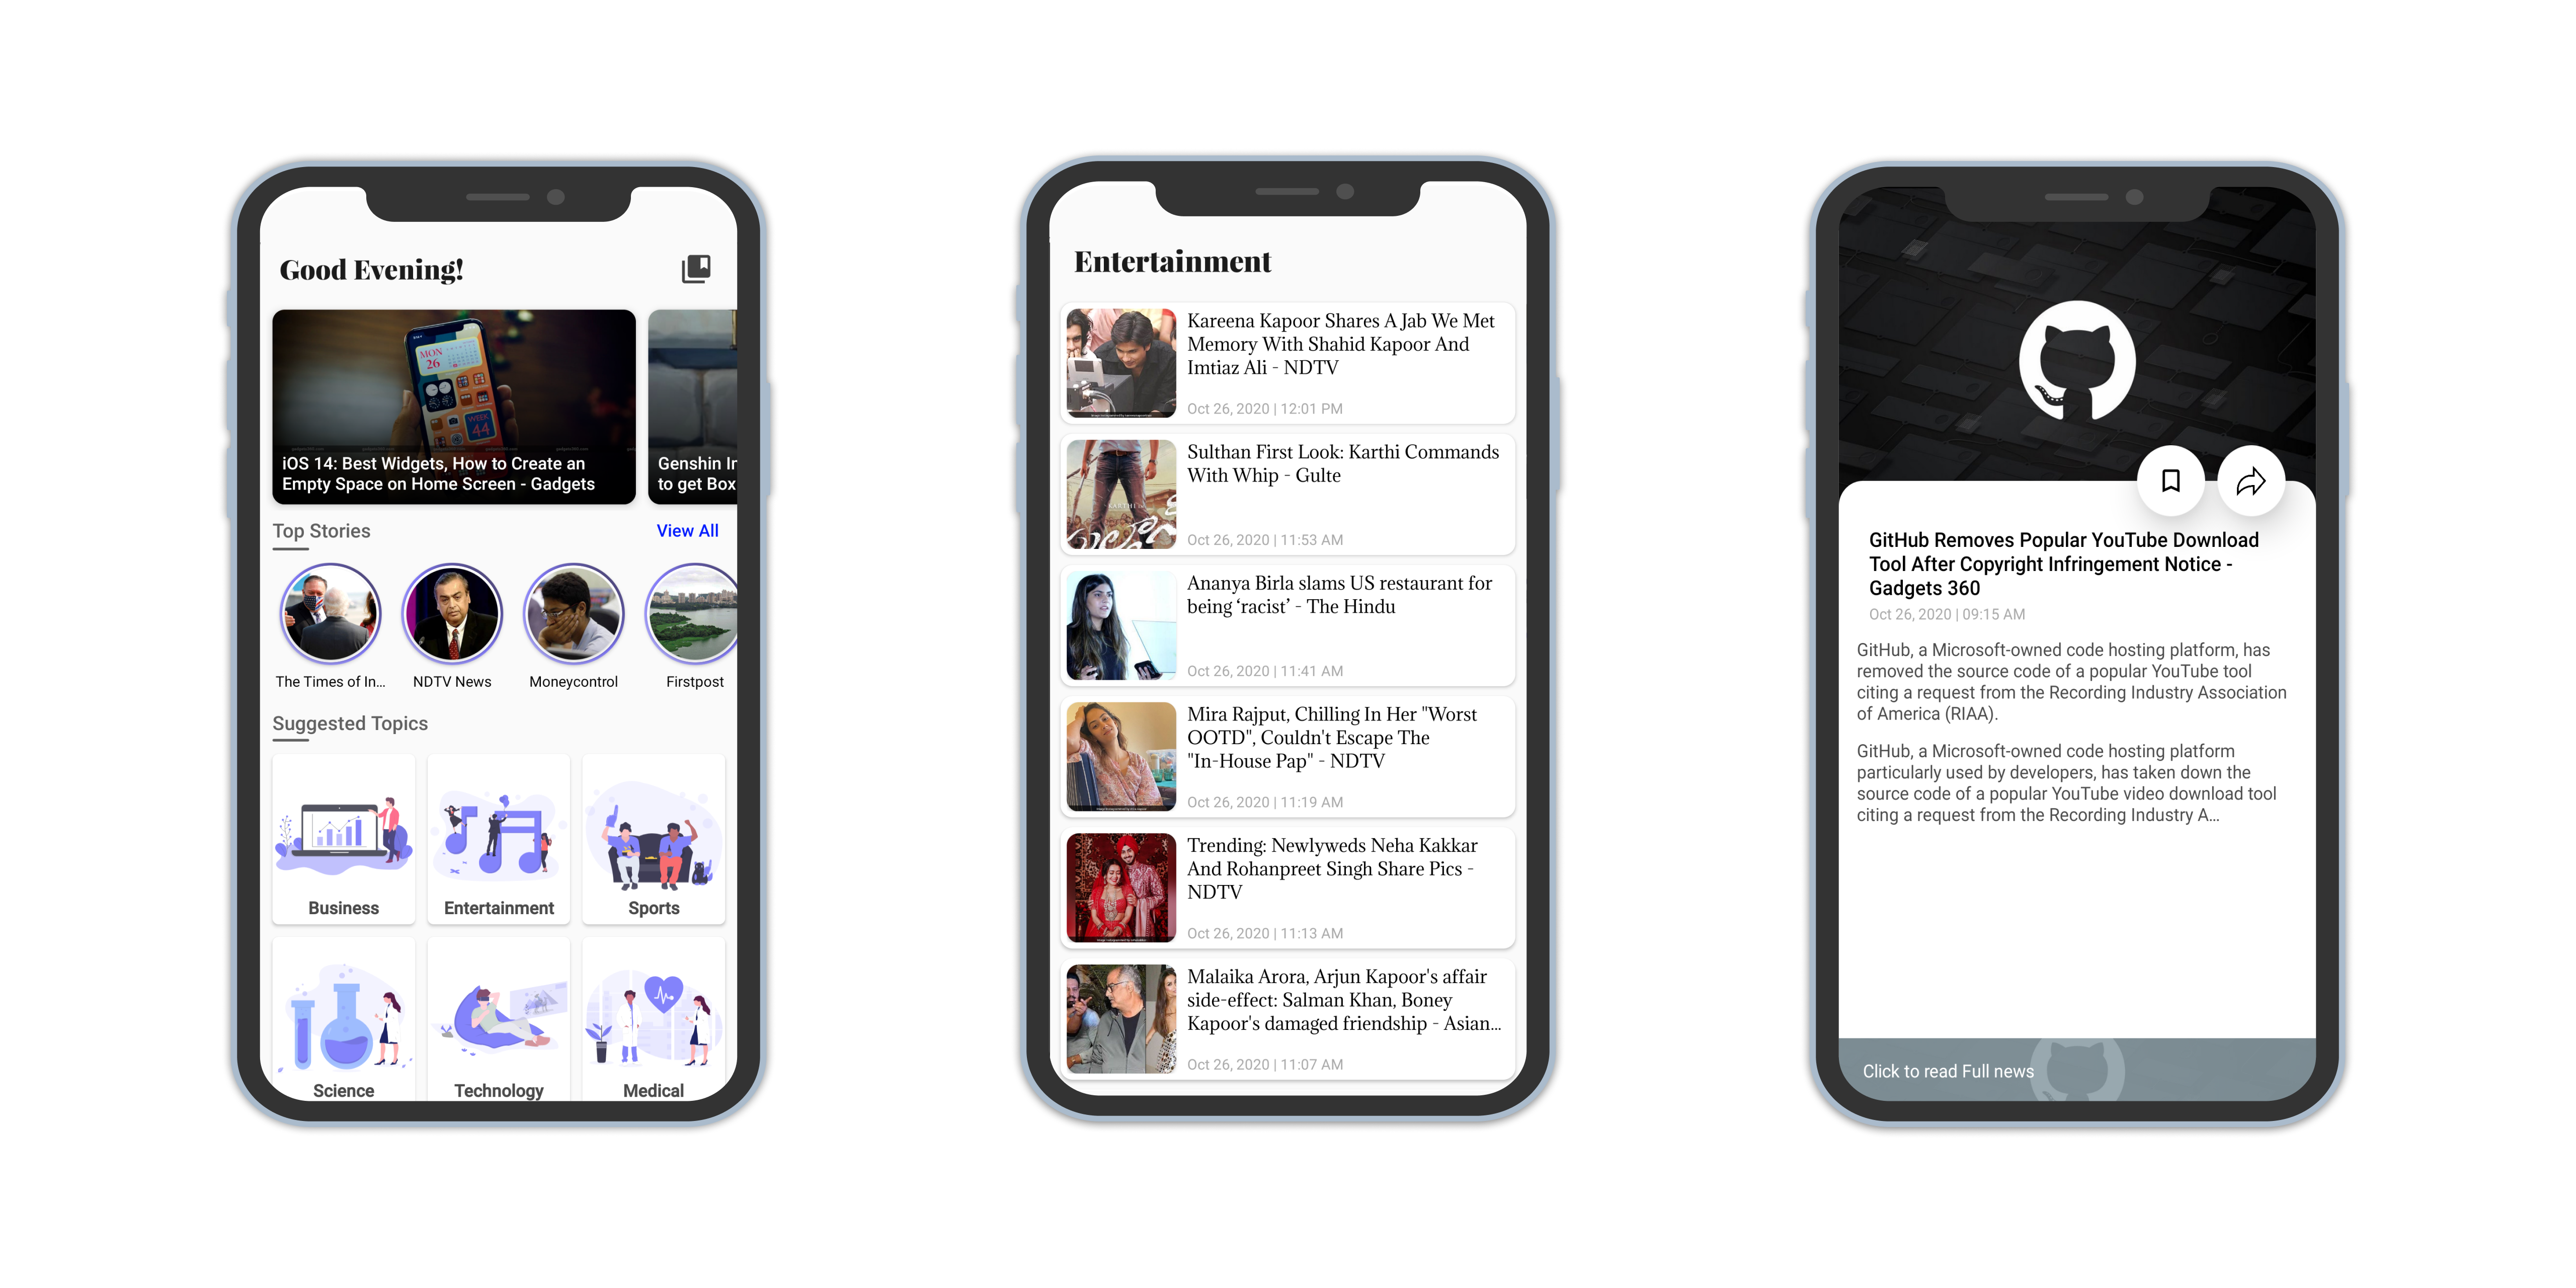 Good Evening!
MON
26
WEEK
44
iOS 14: Best Widgets, How to Create an
Empty Space on Home Screen - Gadgets
Genshin Ir
to get Box
Top Stories
View All
The Times of In...
NDTV News
Moneycontrol
Firstpost
Suggested Topics
Business
Entertainment
Sports
Science
Technology
Medical
Entertainment
Kareena Kapoor Shares A Jab We Met
Memory With Shahid Kapoor And
Imtiaz Ali - NDTV
Oct 26, 2020 | 12:01 PM
Sulthan First Look: Karthi Commands
With Whip - Gulte
Oct 26, 2020 | 11:53 AM
Ananya Birla slams US restaurant for
being ‘racist’ - The Hindu
Oct 26, 2020 | 11:41 AM
Mira Rajput, Chilling In Her "Worst
OOTD", Couldn't Escape The
"In-House Pap" - NDTV
Oct 26, 2020 | 11:19 AM
Trending: Newlyweds Neha Kakkar
And Rohanpreet Singh Share Pics -
NDTV
Oct 26, 2020 | 11:13 AM
Malaika Arora, Arjun Kapoor's affair
side-effect: Salman Khan, Boney
Kapoor's damaged friendship - Asian...
Oct 26, 2020 | 11:07 AM
GitHub Removes Popular YouTube Download
Tool After Copyright Infringement Notice -
Gadgets 360
Oct 26, 2020 | 09:15 AM
GitHub, a Microsoft-owned code hosting platform, has
removed the source code of a popular YouTube tool
citing a request from the Recording Industry Association
of America (RIAA).
GitHub, a Microsoft-owned code hosting platform
particularly used by developers, has taken down the
source code of a popular YouTube video download tool
citing a request from the Recording Industry A...
Click to read Full news